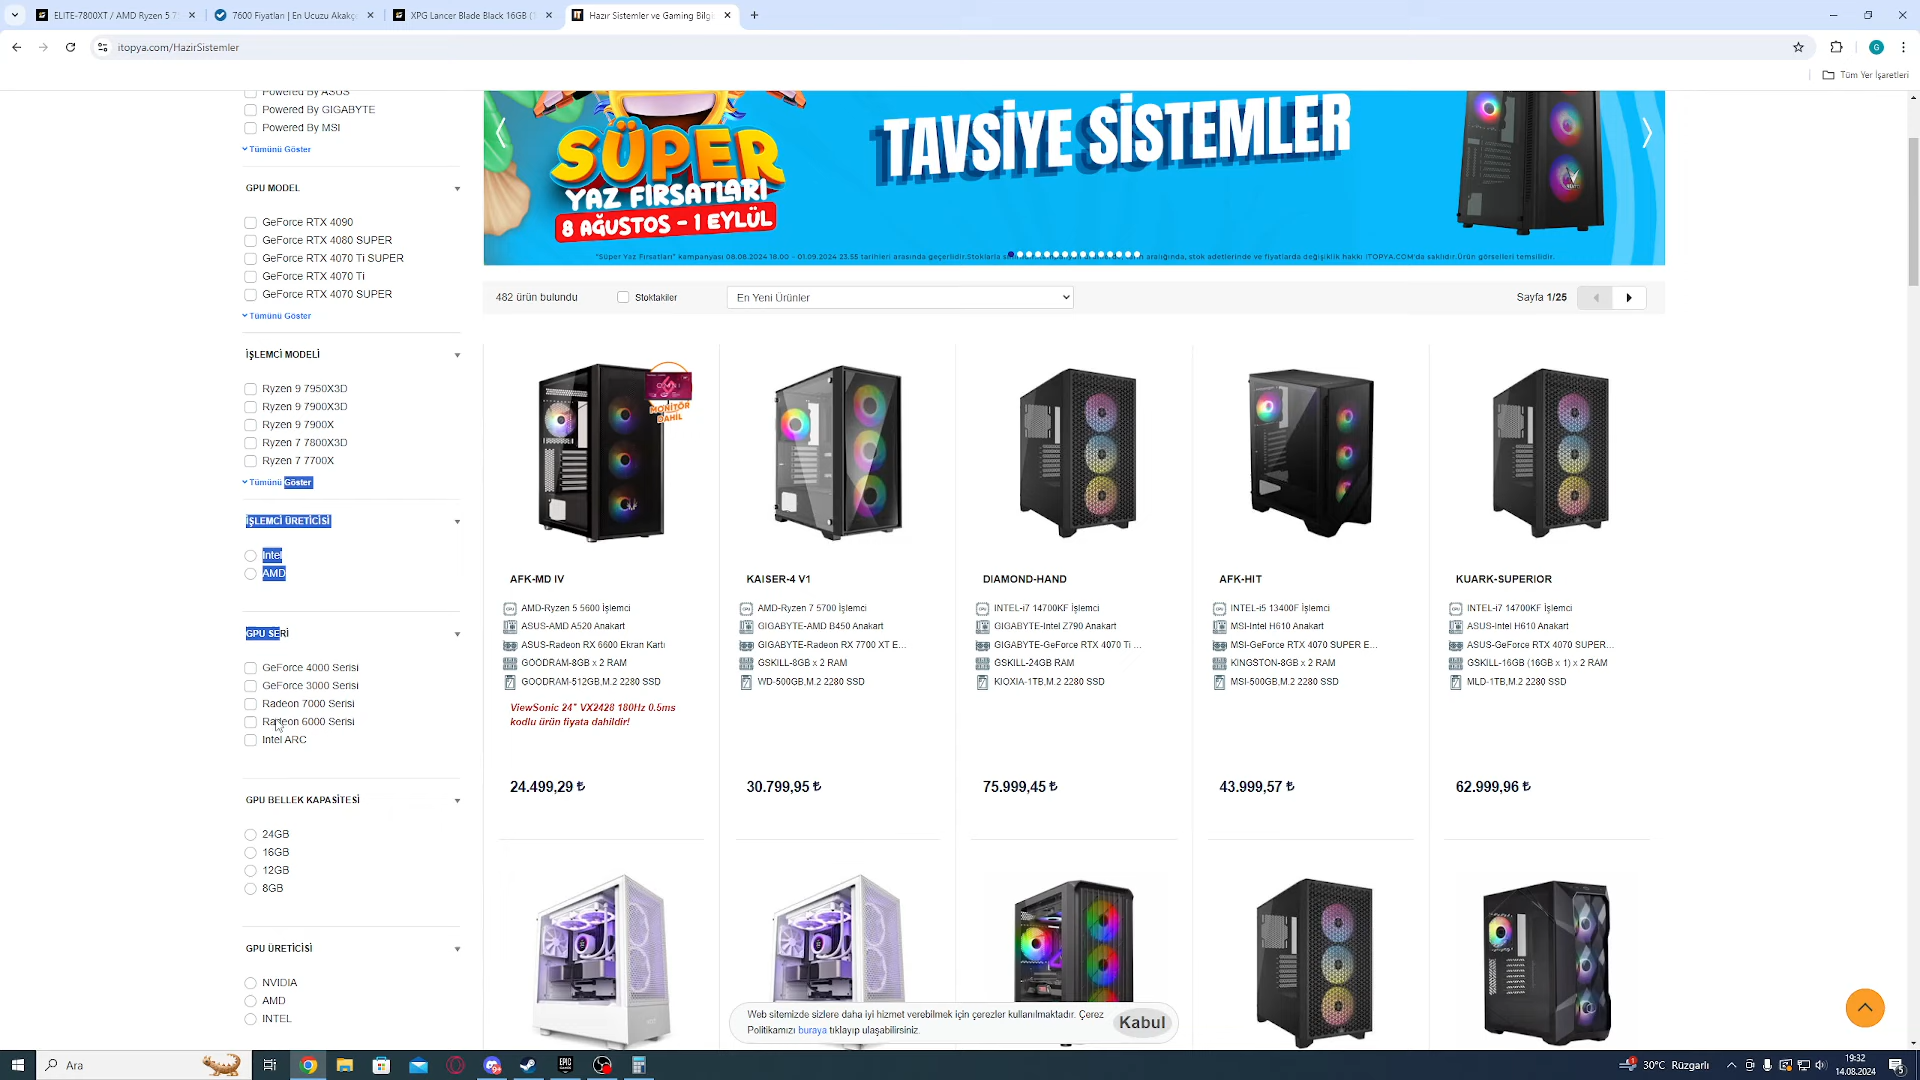 ELITE-7800XT / AMD Ryzen 5 7
7600 Fiyatları | En Ucuzu Akakç
XPG Lancer Blade Black 16GB (1
Hazır Sistemler ve Gaming Bilg
itopya.com/HazirSistemler
G
Tüm Yer İşaretleri
Powered By ASUS
Powered By GIGABYTE
Powered By MSI
Tümünü Göster
GPU MODEL
GeForce RTX 4090
GeForce RTX 4080 SUPER
GeForce RTX 4070 Ti SUPER
GeForce RTX 4070 Ti
GeForce RTX 4070 SUPER
Tümünü Göster
İŞLEMCİ MODELİ
Ryzen 9 7950X3D
Ryzen 9 7900X3D
Ryzen 9 7900X
Ryzen 7 7800X3D
Ryzen 7 7700X
Tümünü Göster
İŞLEMCİ ÜRETİCİSİ
Intel
AMD
GPU SERİ
GeForce 4000 Serisi
GeForce 3000 Serisi
Radeon 7000 Serisi
Radeon 6000 Serisi
Intel ARC
GPU BELLEK KAPASİTESİ
24GB
16GB
12GB
8GB
GPU ÜRETİCİSİ
NVIDIA
AMD
INTEL
SÜPER
YAZ FIRSATLARI
8 AĞUSTOS - 1 EYLÜL
TAVSİYE SİSTEMLER
482 ürün bulundu
Stoktakiler
En Yeni Ürünler
Sayfa 1/25
MONİTÖR
DAHİL
AFK-MD IV
AMD-Ryzen 5 5600 İşlemci
ASUS-AMD A520 Anakart
ASUS-Radeon RX 6600 Ekran Kartı
GOODRAM-8GB x 2 RAM
GOODRAM-512GB,M.2 2280 SSD
ViewSonic 24" VX2428 180Hz 0.5ms
kodlu ürün fiyata dahildir!
24.499,29 ₺
KAISER-4 V1
AMD-Ryzen 7 5700 İşlemci
GIGABYTE-AMD B450 Anakart
GIGABYTE-Radeon RX 7700 XT E...
GSKILL-8GB x 2 RAM
WD-500GB,M.2 2280 SSD
30.799,95 ₺
DIAMOND-HAND
INTEL-i7 14700KF İşlemci
GIGABYTE-Intel Z790 Anakart
GIGABYTE-GeForce RTX 4070 Ti ...
GSKILL-24GB RAM
KIOXIA-1TB,M.2 2280 SSD
75.999,45 ₺
AFK-HIT
INTEL-i5 13400F İşlemci
MSI-Intel H610 Anakart
MSI-GeForce RTX 4070 SUPER E...
KINGSTON-8GB x 2 RAM
MSI-500GB,M.2 2280 SSD
43.999,57 ₺
KUARK-SUPERIOR
INTEL-i7 14700KF İşlemci
ASUS-Intel H610 Anakart
ASUS-GeForce RTX 4070 SUPER...
GSKILL-16GB (16GB x 1) x 2 RAM
MLD-1TB,M.2 2280 SSD
62.999,96 ₺
Web sitemizde sizlere daha iyi hizmet verebilmek için çerezler kullanılmaktadır. Çerez
Politikamızı buraya tıklayıp ulaşabilirsiniz.
Kabul
Ara
30°C Rüzgarlı
19:32
14.08.2024